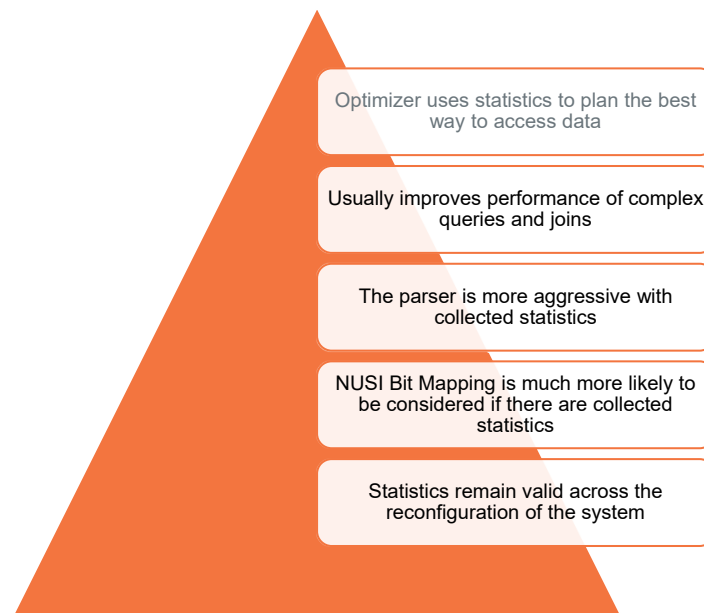 Optimizer uses statistics to plan the best
way to access data
Usually improves performance of complex
queries and joins
The parser is more aggressive with
collected statistics
NUSI Bit Mapping is much more likely to
be considered if there are collected
statistics
Statistics remain valid across the
reconfiguration of the system